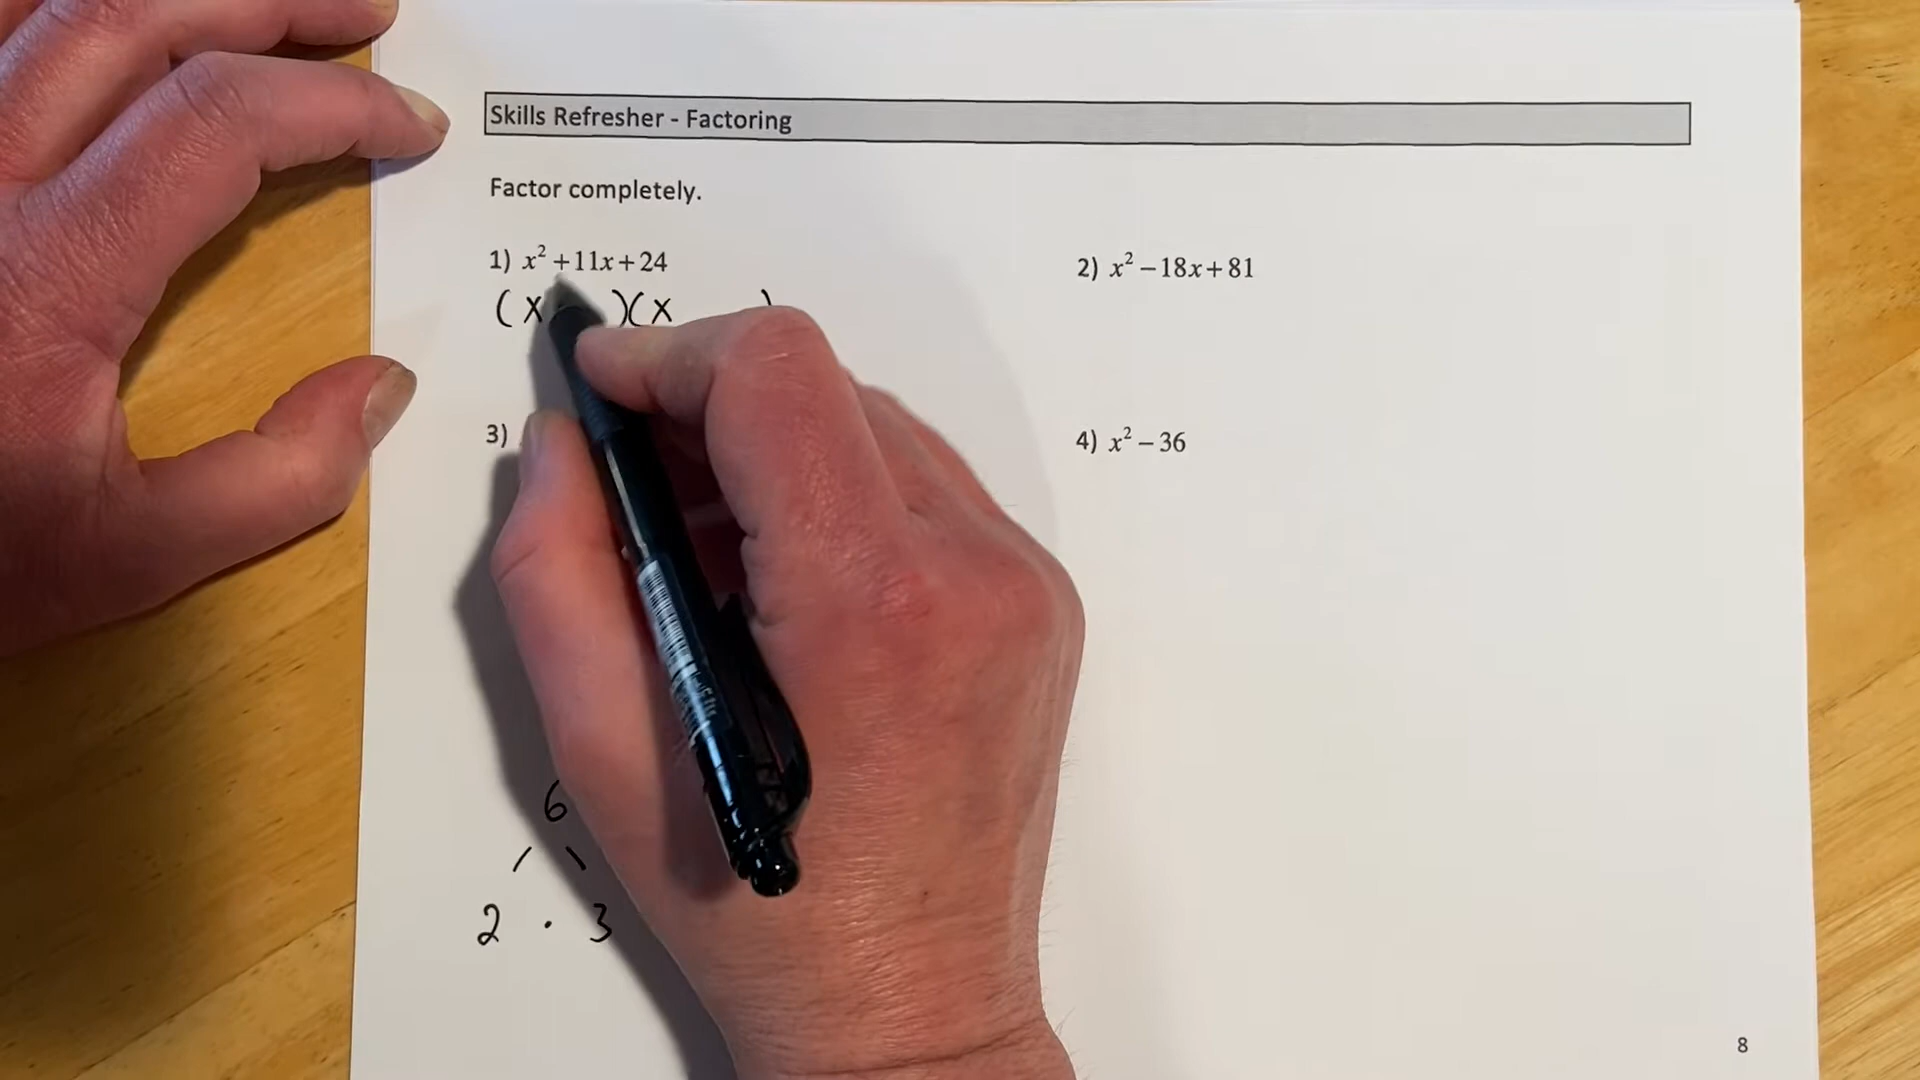 Skills Refresher - Factoring
Factor completely.
1) x² + 11x + 24
2) x² − 18x + 81
(x )(x )
3)
4) x² − 36
6
2 · 3
8